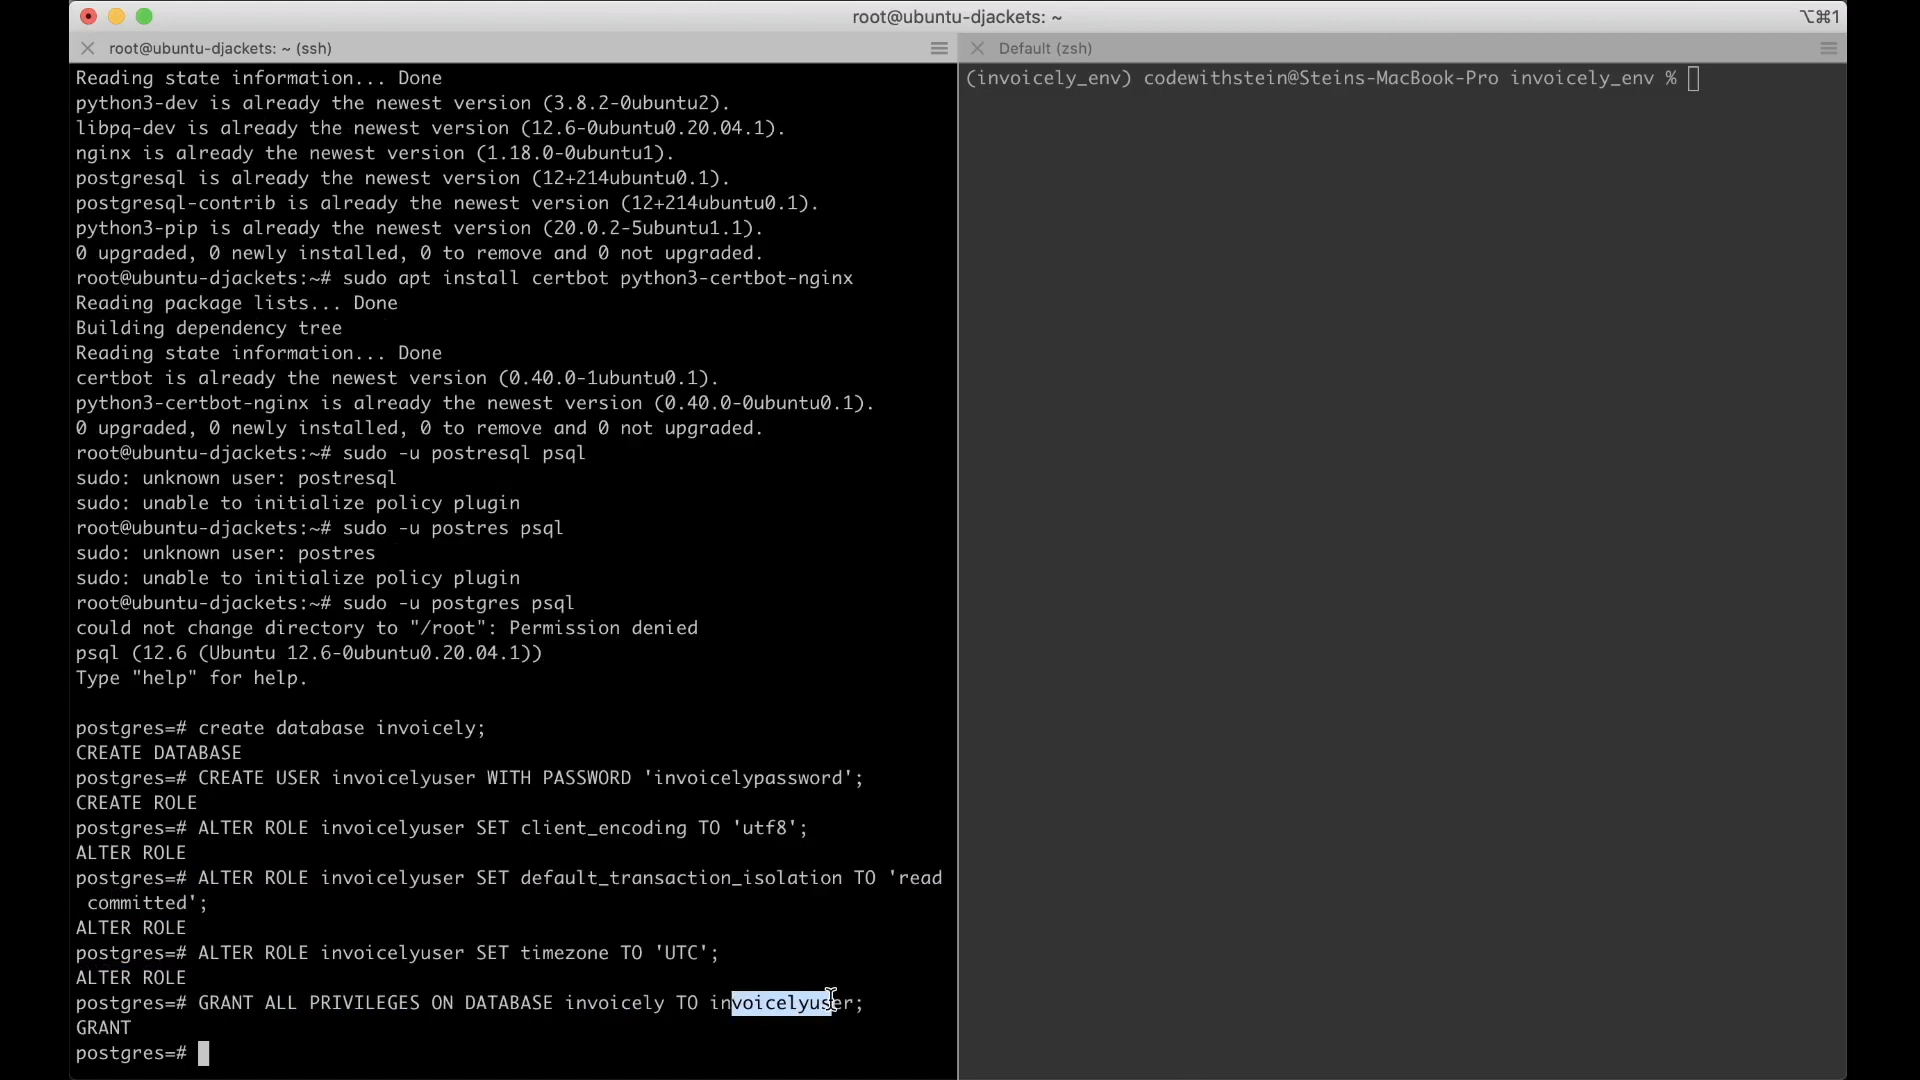 root@ubuntu-djackets: ~
⌥⌘1
root@ubuntu-djackets: ~ (ssh)
Default (zsh)
Reading state information... Done
python3-dev is already the newest version (3.8.2-0ubuntu2).
libpq-dev is already the newest version (12.6-0ubuntu0.20.04.1).
nginx is already the newest version (1.18.0-0ubuntu1).
postgresql is already the newest version (12+214ubuntu0.1).
postgresql-contrib is already the newest version (12+214ubuntu0.1).
python3-pip is already the newest version (20.0.2-5ubuntu1.1).
0 upgraded, 0 newly installed, 0 to remove and 0 not upgraded.
root@ubuntu-djackets:~# sudo apt install certbot python3-certbot-nginx
Reading package lists... Done
Building dependency tree
Reading state information... Done
certbot is already the newest version (0.40.0-1ubuntu0.1).
python3-certbot-nginx is already the newest version (0.40.0-0ubuntu0.1).
0 upgraded, 0 newly installed, 0 to remove and 0 not upgraded.
root@ubuntu-djackets:~# sudo -u postresql psql
sudo: unknown user: postresql
sudo: unable to initialize policy plugin
root@ubuntu-djackets:~# sudo -u postres psql
sudo: unknown user: postres
sudo: unable to initialize policy plugin
root@ubuntu-djackets:~# sudo -u postgres psql
could not change directory to "/root": Permission denied
psql (12.6 (Ubuntu 12.6-0ubuntu0.20.04.1))
Type "help" for help.
postgres=# create database invoicely;
CREATE DATABASE
postgres=# CREATE USER invoicelyuser WITH PASSWORD 'invoicelypassword';
CREATE ROLE
postgres=# ALTER ROLE invoicelyuser SET client_encoding TO 'utf8';
ALTER ROLE
postgres=# ALTER ROLE invoicelyuser SET default_transaction_isolation TO 'read
committed';
ALTER ROLE
postgres=# ALTER ROLE invoicelyuser SET timezone TO 'UTC';
ALTER ROLE
postgres=# GRANT ALL PRIVILEGES ON DATABASE invoicely TO invoicelyuser;
GRANT
postgres=#
(invoicely_env) codewithstein@Steins-MacBook-Pro invoicely_env %